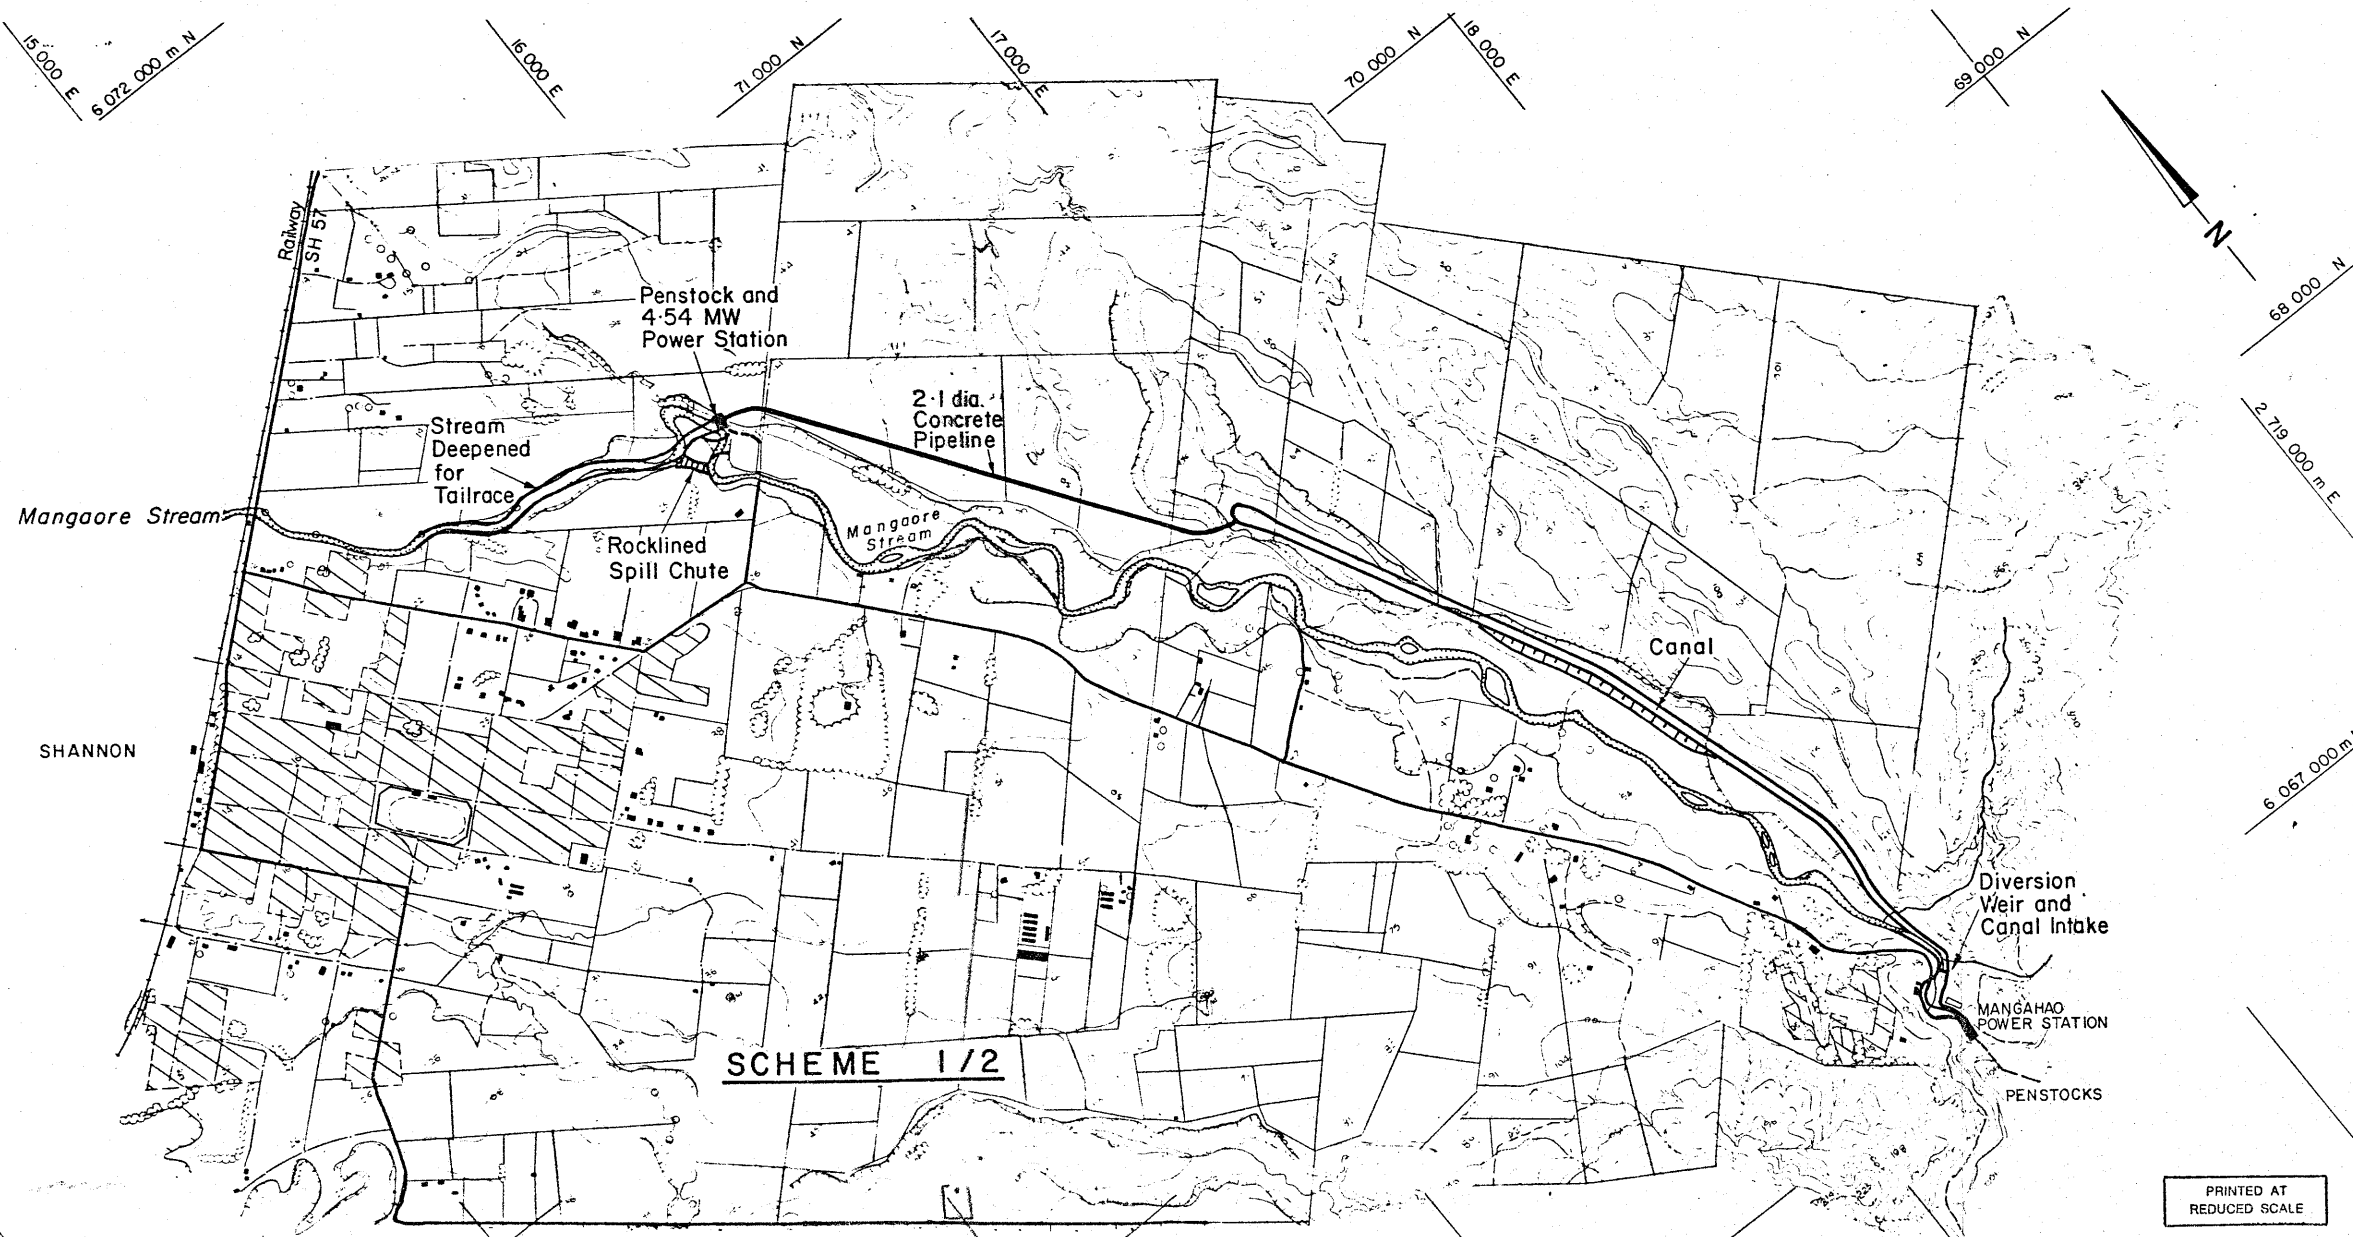 15 000 E
6 072 000 m N
16 000 E
71 000 N
17 000 E
70 000 N
18 000 E
69 000 N
N
68 000 N
2 719 000 m E
6 067 000 m
Railway
SH 57
Penstock and
4·54 MW
Power Station
2·1 dia.
Concrete
Pipeline
Stream
Deepened
for
Tailrace
Mangaore Stream
Mangaore
Stream
Rocklined
Spill Chute
Canal
SHANNON
Diversion
Weir and
Canal Intake
MANGAHAO
POWER STATION
PENSTOCKS
SCHEME 1/2
PRINTED AT
REDUCED SCALE